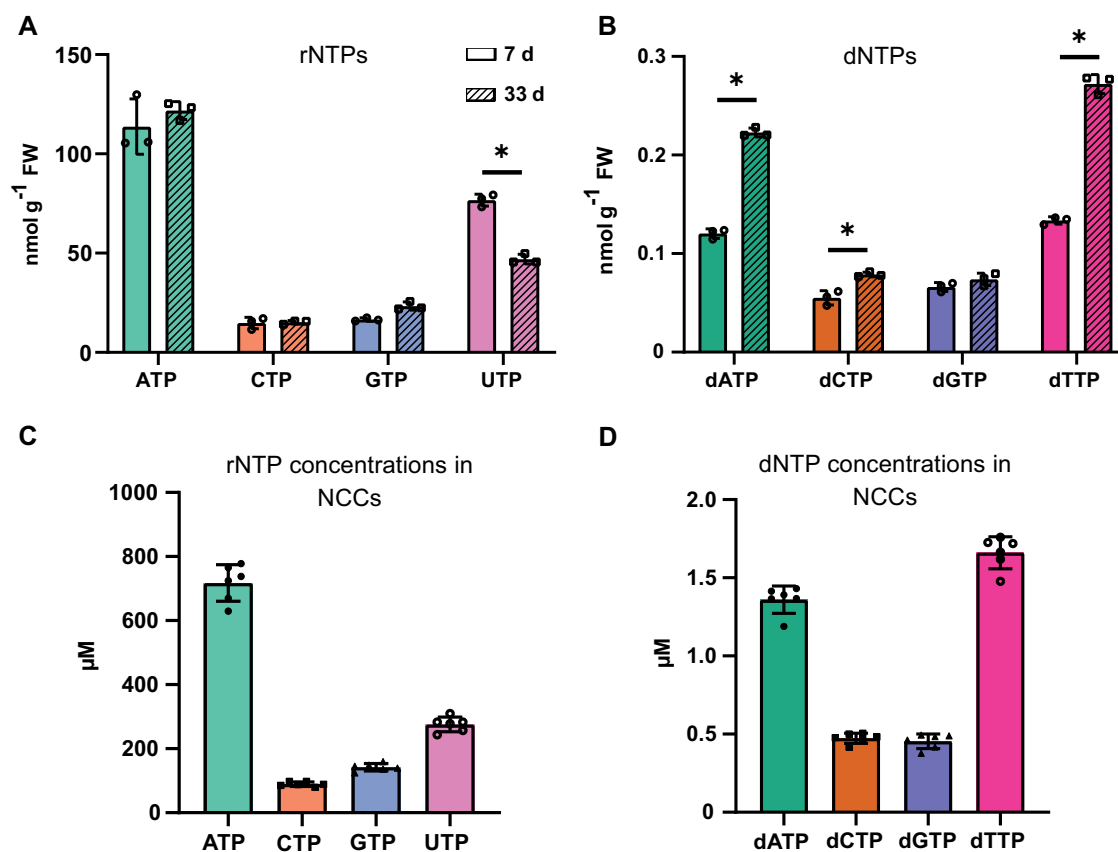 A
rNTPs
7 d
33 d
nmol g⁻¹ FW
150
100
50
0
*
ATP CTP GTP UTP
B
dNTPs
nmol g⁻¹ FW
0.3
0.2
0.1
0
* * *
dATP dCTP dGTP dTTP
C
rNTP concentrations in
NCCs
µM
1000
800
600
400
200
0
ATP CTP GTP UTP
D
dNTP concentrations in
NCCs
µM
2.0
1.5
1.0
0.5
0
dATP dCTP dGTP dTTP